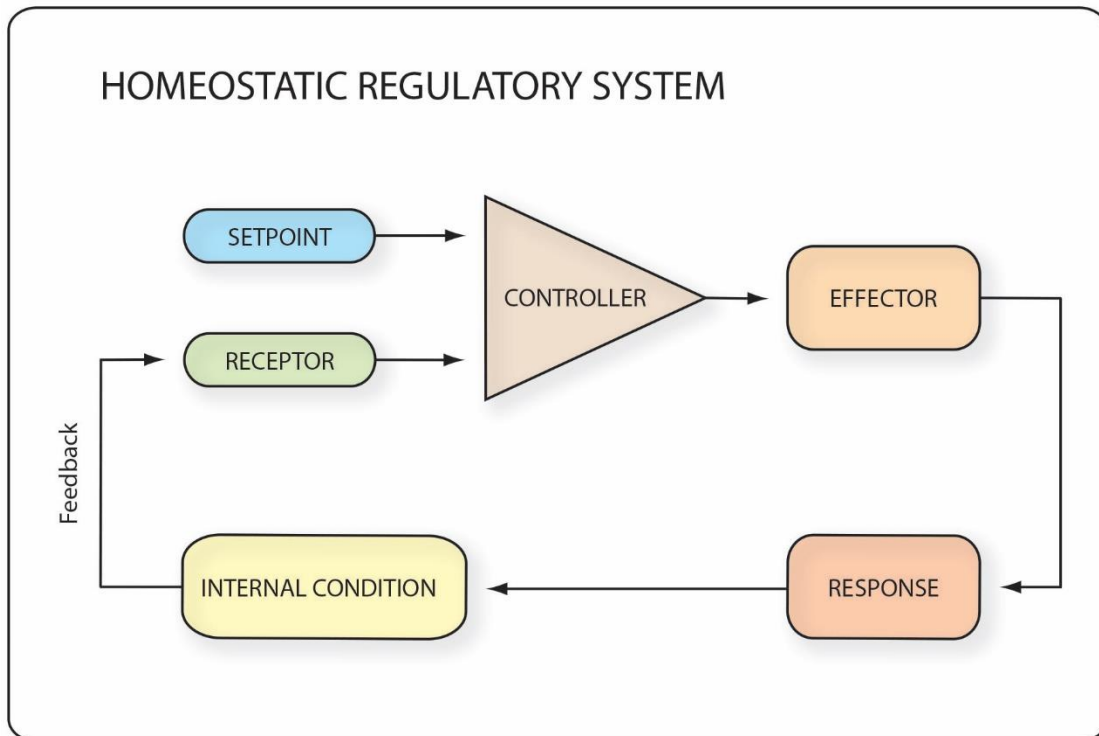 HOMEOSTATIC REGULATORY SYSTEM
SETPOINT
CONTROLLER
EFFECTOR
RECEPTOR
Feedback
INTERNAL CONDITION
RESPONSE